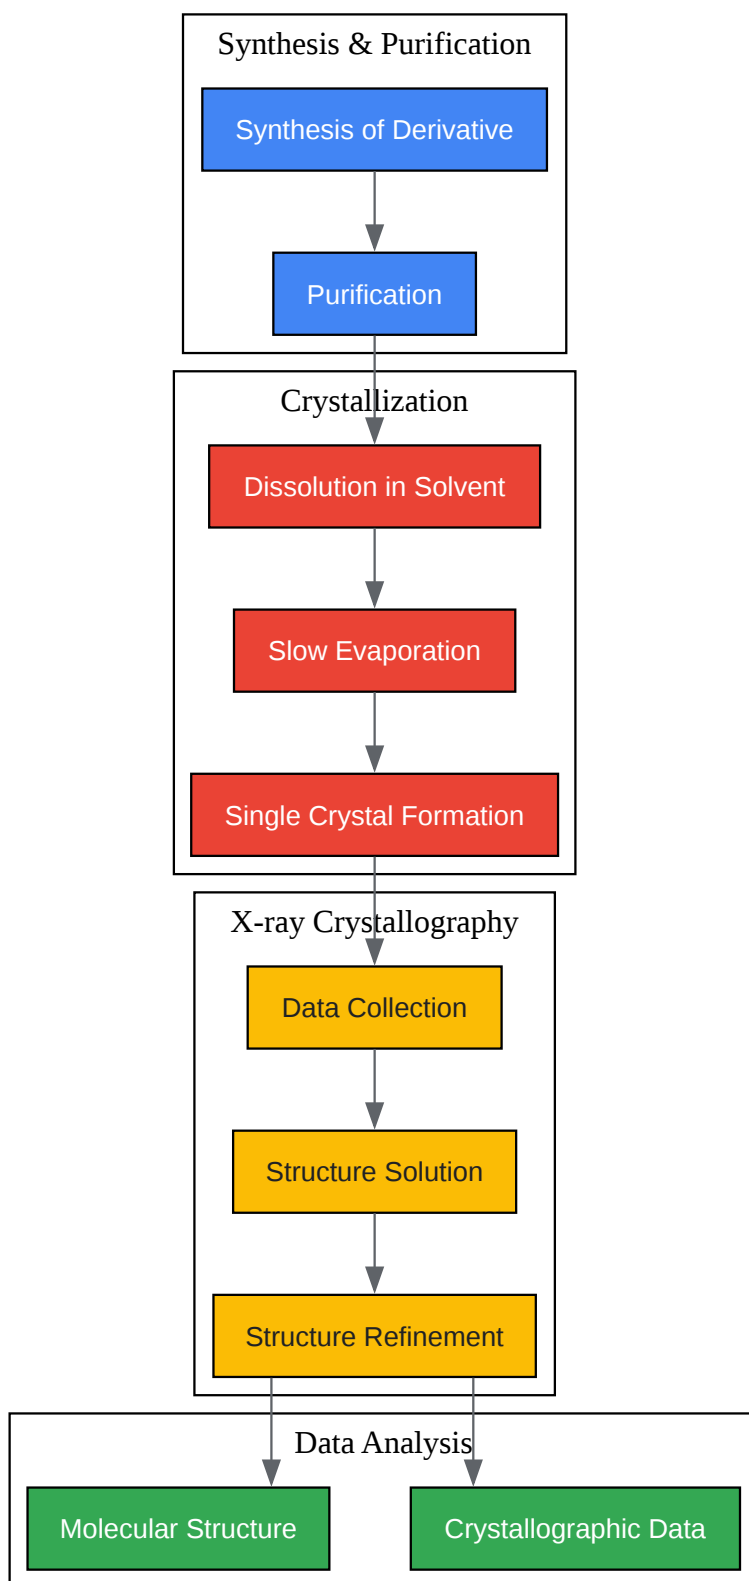 Synthesis & Purification
Synthesis of Derivative
Purification
Crystallization
Dissolution in Solvent
Slow Evaporation
Single Crystal Formation
X-ray Crystallography
Data Collection
Structure Solution
Structure Refinement
Data Analysis
Molecular Structure
Crystallographic Data